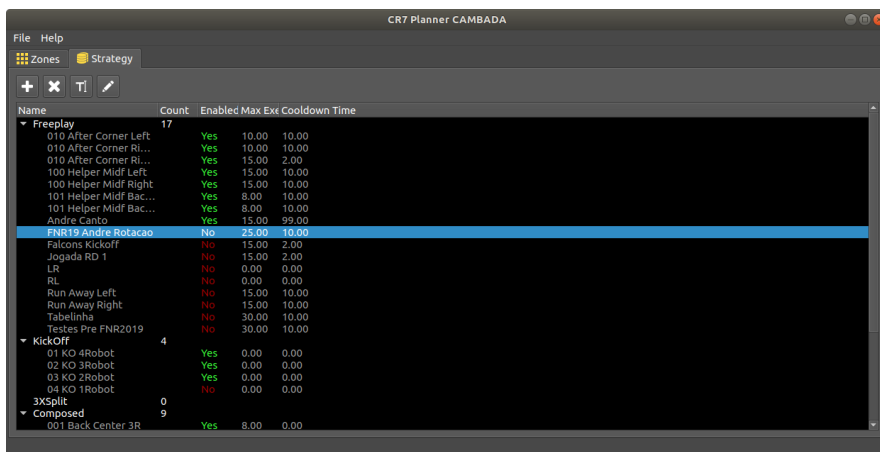 CR7 Planner CAMBADA
File Help
Zones Strategy
Name Count Enabled Max Exe Cooldown Time
Freeplay 17
010 After Corner Left Yes 10.00 10.00
010 After Corner Ri... Yes 10.00 10.00
010 After Corner Ri... Yes 15.00 2.00
100 Helper Midf Left Yes 15.00 10.00
100 Helper Midf Right Yes 15.00 10.00
101 Helper Midf Bac... Yes 8.00 10.00
101 Helper Midf Bac... Yes 8.00 10.00
Andre Canto Yes 15.00 99.00
FNR19 Andre Rotacao No 25.00 10.00
Falcons Kickoff No 15.00 2.00
Jogada RD 1 No 15.00 2.00
LR No 0.00 0.00
RL No 0.00 0.00
Run Away Left No 15.00 10.00
Run Away Right No 15.00 10.00
Tabelinha No 30.00 10.00
Testes Pre FNR2019 No 30.00 10.00
KickOff 4
01 KO 4Robot Yes 0.00 0.00
02 KO 3Robot Yes 0.00 0.00
03 KO 2Robot Yes 0.00 0.00
04 KO 1Robot No 0.00 0.00
3XSplit 0
Composed 9
001 Back Center 3R Yes 8.00 0.00